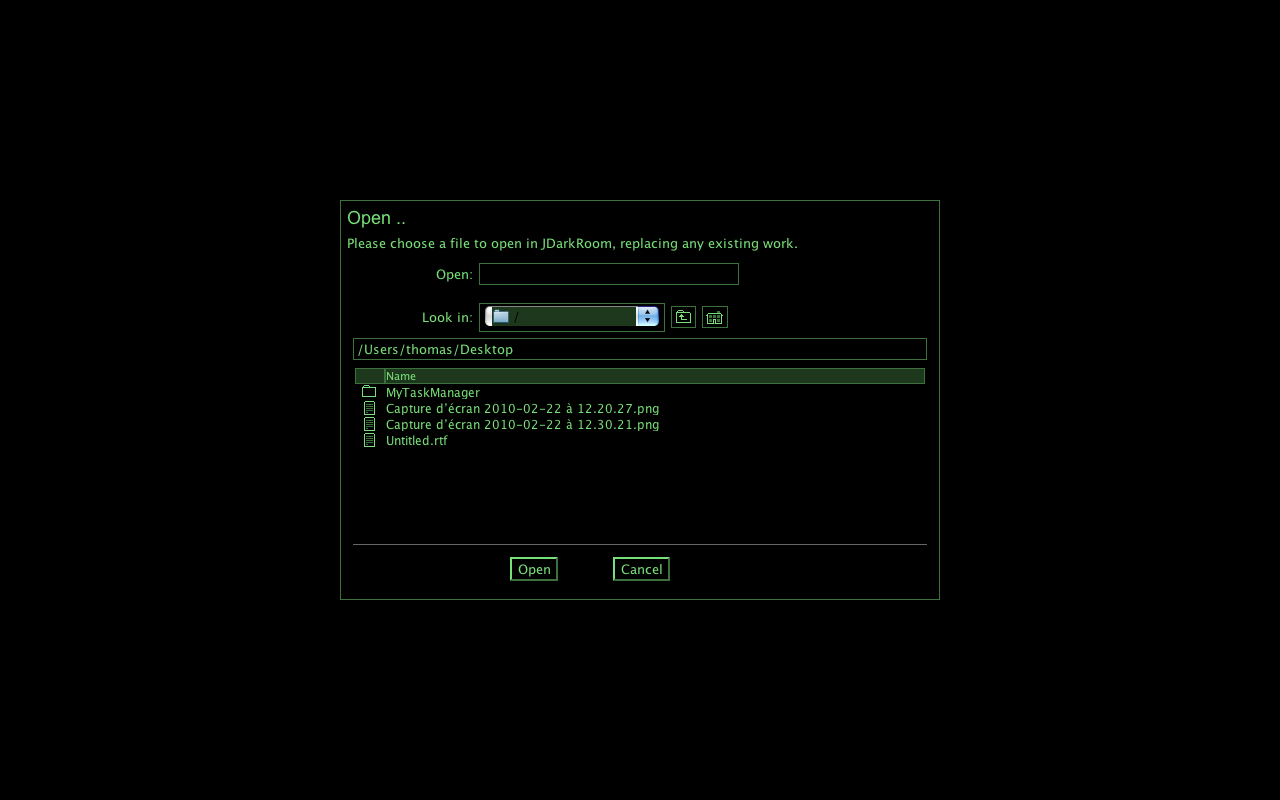 Open ..
Please choose a file to open in JDarkRoom, replacing any existing work.
Open:
Look in: /
/Users/thomas/Desktop
Name
MyTaskManager
Capture d’écran 2010-02-22 à 12.20.27.png
Capture d’écran 2010-02-22 à 12.30.21.png
Untitled.rtf
Open Cancel